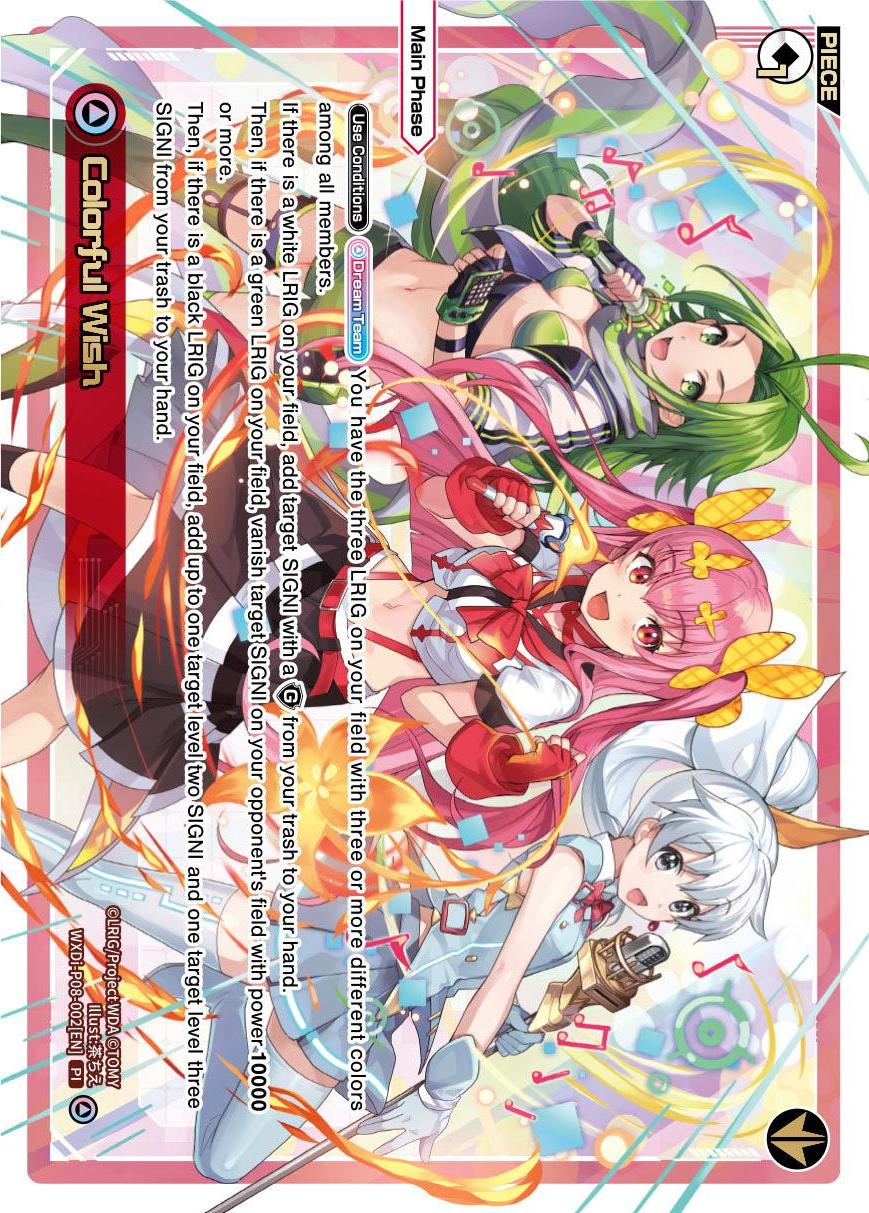 PIECE
1
Main Phase
Use Conditions Dream Team You have the three LRIG on your field with three or more different colors
among all members.
If there is a white LRIG on your field, add target SIGNI with a G from your trash to your hand.
Then, if there is a green LRIG on your field, vanish target SIGNI on your opponent's field with power 10000
or more.
Then, if there is a black LRIG on your field, add up to one target level two SIGNI and one target level three
SIGNI from your trash to your hand.
Colorful Wish
©LRIG/Project WDA ©TOMY
Illust:茶ちえ
WXDi-P08-002[EN] PI